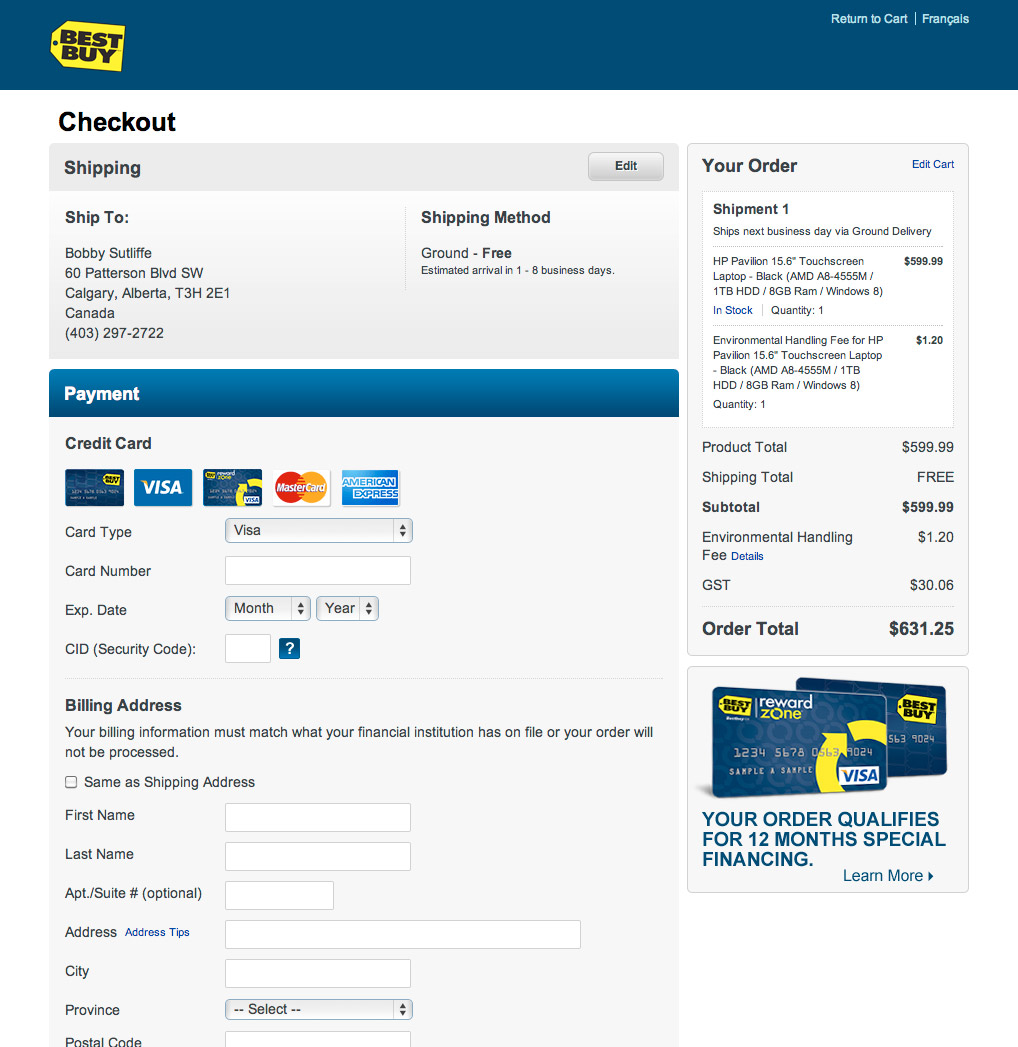 Return to Cart | Français
BEST
BUY
Checkout
Shipping
Edit
Ship To:
Bobby Sutliffe
60 Patterson Blvd SW
Calgary, Alberta, T3H 2E1
Canada
(403) 297-2722
Shipping Method
Ground - Free
Estimated arrival in 1 - 8 business days.
Payment
Credit Card
BEST BUY
VISA
BEST BUY reward zone VISA
MasterCard
AMERICAN EXPRESS
Card Type Visa
Card Number
Exp. Date Month Year
CID (Security Code): ?
Billing Address
Your billing information must match what your financial institution has on file or your order will
not be processed.
Same as Shipping Address
First Name
Last Name
Apt./Suite # (optional)
Address Address Tips
City
Province -- Select --
Postal Code
Your Order
Edit Cart
Shipment 1
Ships next business day via Ground Delivery
HP Pavilion 15.6" Touchscreen $599.99
Laptop - Black (AMD A8-4555M /
1TB HDD / 8GB Ram / Windows 8)
In Stock | Quantity: 1
Environmental Handling Fee for HP $1.20
Pavilion 15.6" Touchscreen Laptop
- Black (AMD A8-4555M / 1TB
HDD / 8GB Ram / Windows 8)
Quantity: 1
Product Total $599.99
Shipping Total FREE
Subtotal $599.99
Environmental Handling $1.20
Fee Details
GST $30.06
Order Total $631.25
BEST BUY reward zone
BEST BUY
1234 5678 0563 9024
563 9024
SAMPLE A SAMPLE
VISA
YOUR ORDER QUALIFIES
FOR 12 MONTHS SPECIAL
FINANCING.
Learn More